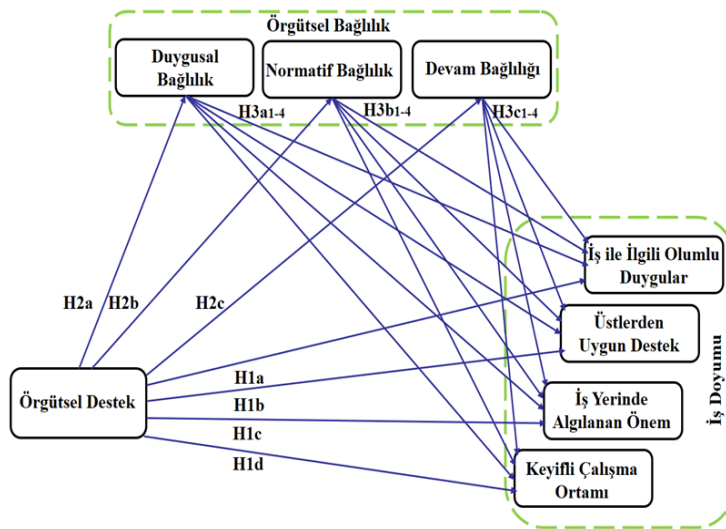 Örgütsel Bağlılık
Duygusal
Bağlılık
Normatif Bağlılık
Devam Bağlılığı
H3a1-4
H3b1-4
H3c1-4
H2a
H2b
H2c
İş ile İlgili Olumlu
Duygular
Üstlerden
Uygun Destek
İş Yerinde
Algılanan Önem
Keyifli Çalışma
Ortamı
İş Doyumu
Örgütsel Destek
H1a
H1b
H1c
H1d